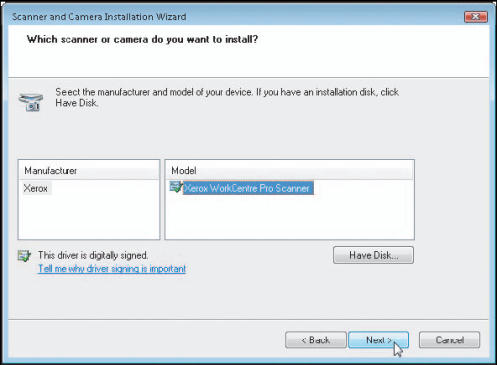 Scanner and Camera Installation Wizard
Which scanner or camera do you want to install?
Seect the manufacturer and model of your device. If you have an installation disk, click
Have Disk.
Manufacturer
Model
Xerox
Xerox WorkCentre Pro Scanner
This driver is digitally signed.
Have Disk...
Tell me why driver signing is important
< Back
Next >
Cancel